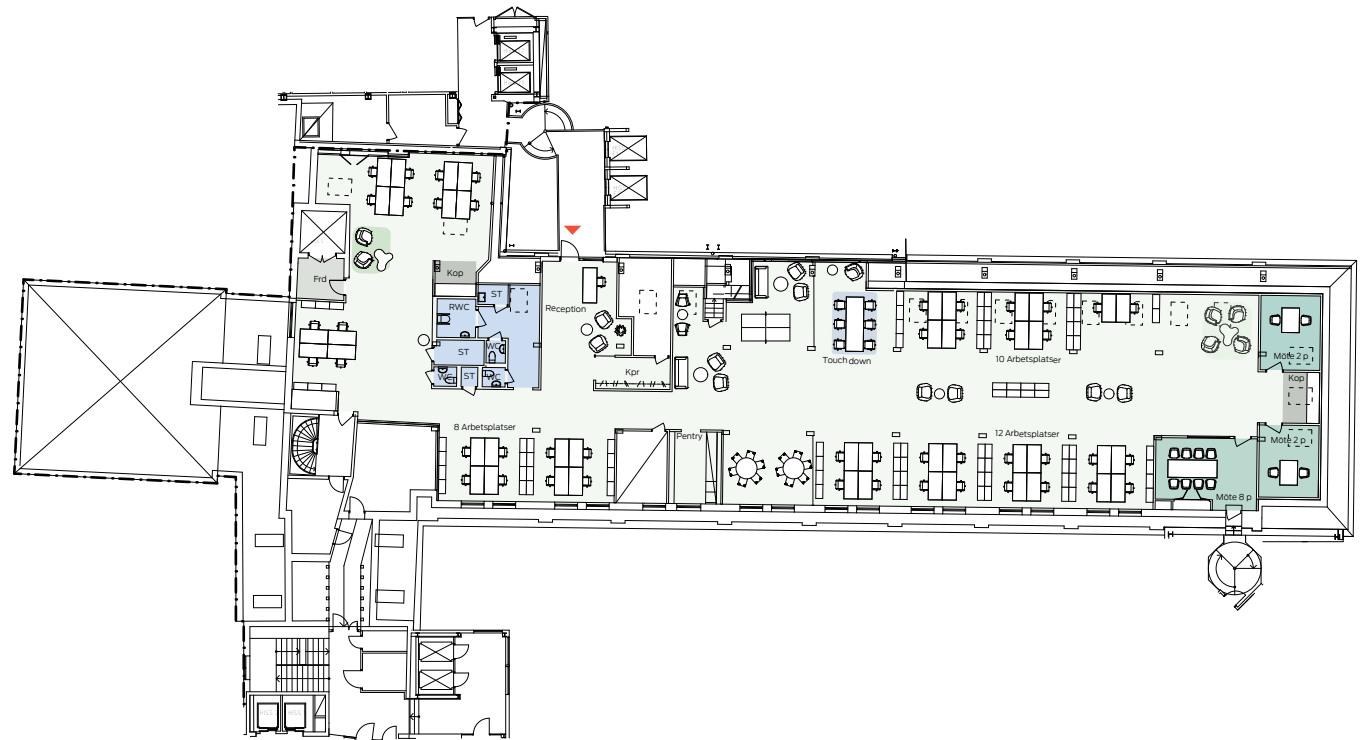 Frd
Kop
ST
RWC
Reception
WC
ST
WC
ST
WC
Kpr
Touch down
10 Arbetsplatser
Möte 2 p
Kop
8 Arbetsplatser
Pentry
12 Arbetsplatser
Möte 2 p
Möte 8 p